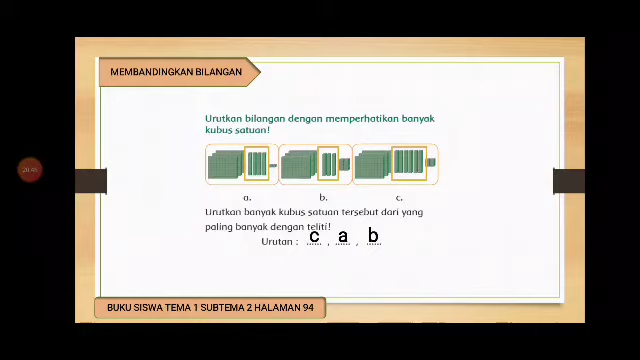 MEMBANDINGKAN BILANGAN
Urutkan bilangan dengan memperhatikan banyak
kubus satuan!
a. b. c.
Urutkan banyak kubus satuan tersebut dari yang
paling banyak dengan teliti!
Urutan : c , a , b
BUKU SISWA TEMA 1 SUBTEMA 2 HALAMAN 94